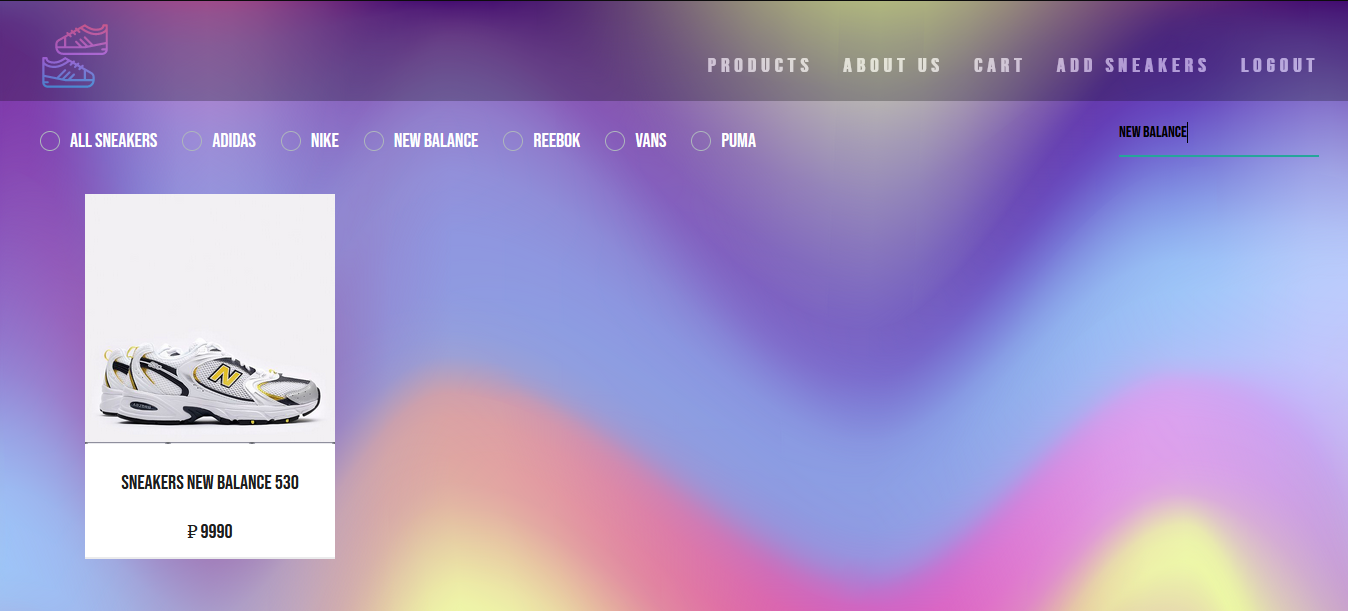 PRODUCTS ABOUT US CART ADD SNEAKERS LOGOUT
ALL SNEAKERS ADIDAS NIKE NEW BALANCE REEBOK VANS PUMA
NEW BALANCE
N
SNEAKERS NEW BALANCE 530
₽ 9990